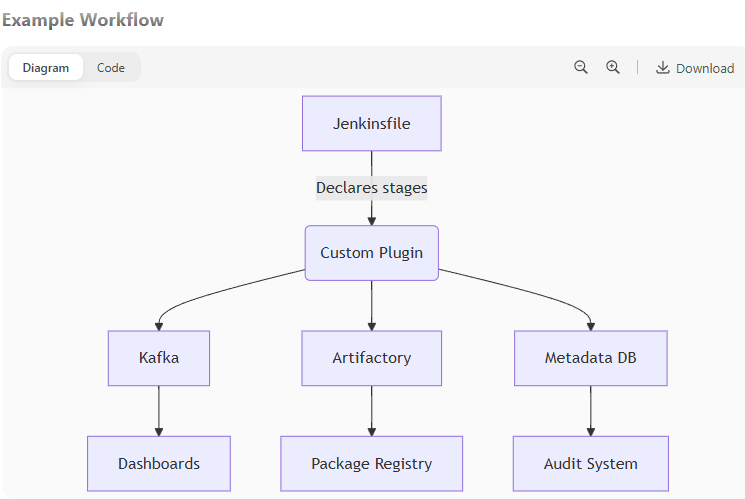 Example Workflow
Diagram Code Download
Jenkinsfile
Declares stages
Custom Plugin
Kafka Artifactory Metadata DB
Dashboards Package Registry Audit System